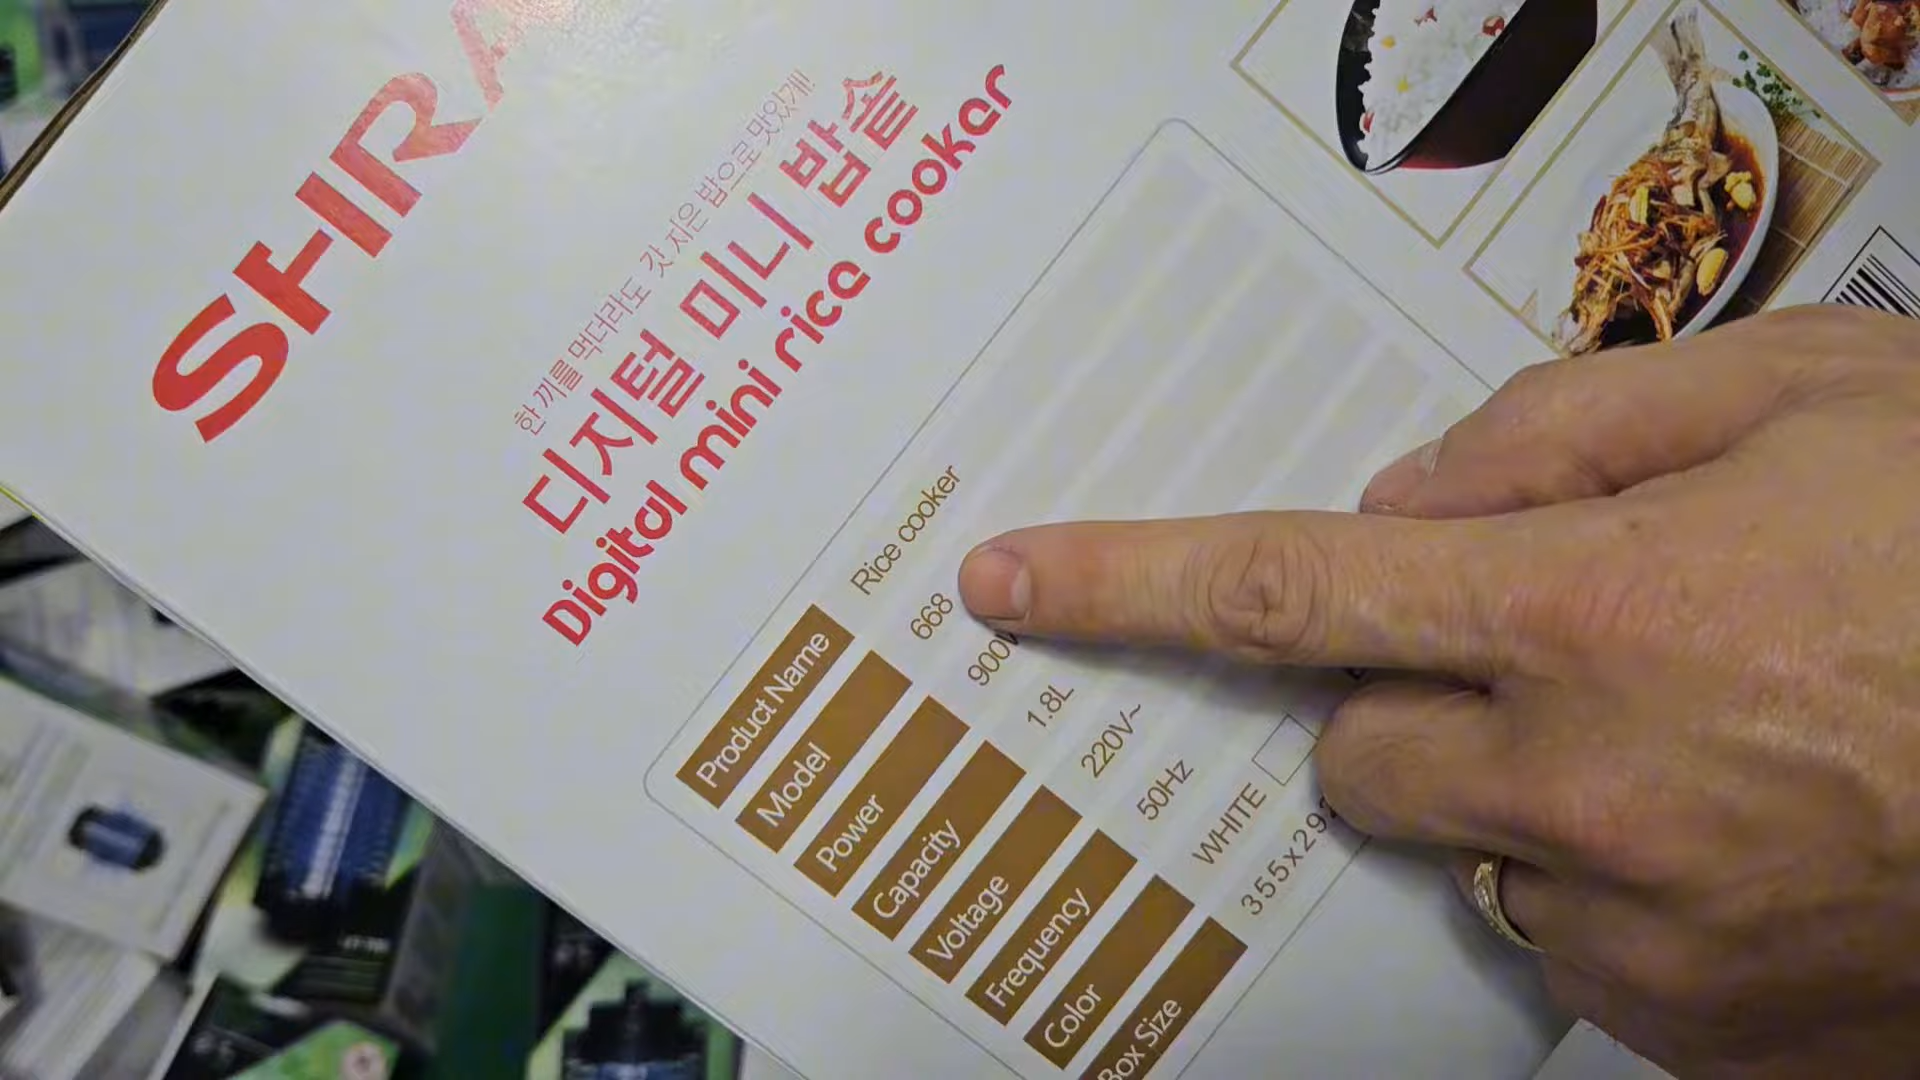 SHRA
한 끼를 먹더라도 갓 지은 밥으로 맛있게!
디지털 미니 밥솥
Digital mini rice cooker
Product Name Rice cooker
Model 668
Power 900W
Capacity 1.8L
Voltage 220V~
Frequency 50Hz
Color WHITE
Box Size 355x292